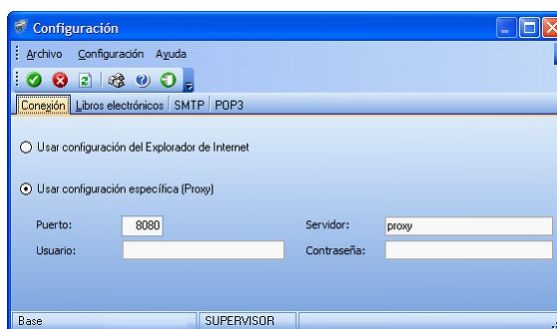 Configuración
Archivo Configuración Ayuda
Conexión Libros electrónicos SMTP POP3
Usar configuración del Explorador de Internet
Usar configuración específica (Proxy)
Puerto: 8080 Servidor: proxy
Usuario: Contraseña:
Base SUPERVISOR